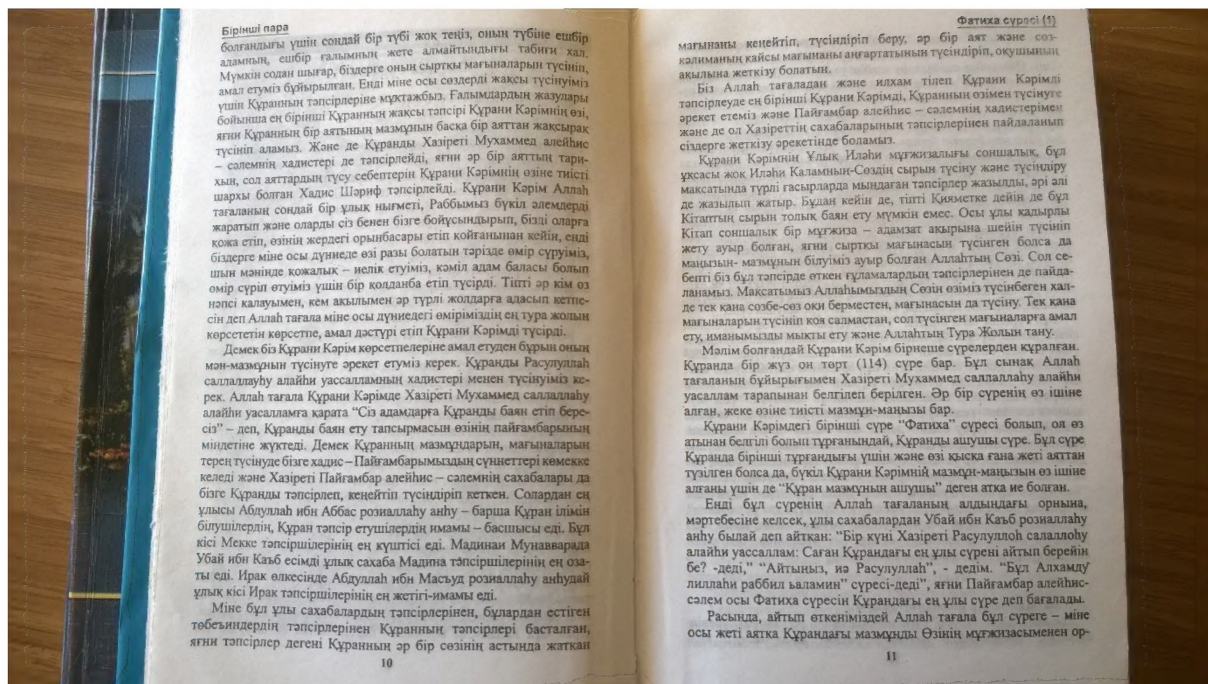 Бірінші пара
болғандығы үшін сондай бір түбі жоқ теңіз, оның түбіне ешбір
адамның, ешбір ғалымның жете алмайтындығы табиғи хал.
Мүмкін содан шығар, біздерге оның сыртқы мағыналарын түсініп,
амал етуміз бұйырылған. Енді міне осы сөздерді жақсы түсінуіміз
үшін Құранның тәпсірлеріне мұхтажбыз. Ғалымдардың жазулары
бойынша ең бірінші Құранның жақсы тәпсірі Құрани Кәрімнің өзі,
яғни Құранның бір аятының мазмұнын басқа бір аяттан жақсырақ
түсініп аламыз. Және де Құранды Хазіреті Мухаммед алейһис
– сәлемнің хадистері де тәпсірлейді, яғни әр бір аяттың тари-
хын, сол аяттардың түсу себептерін Құрани Кәрімнің өзіне тиісті
шархы болған Хадис Шәриф тәпсірлейді. Құрани Кәрім Аллаһ
тағаланың сондай бір ұлық нығметі, Раббымыз бүкіл әлемдерді
жаратып және оларды сіз бенен бізге бойұсындырып, бізді оларға
қожа етіп, өзінің жердегі орынбасары етіп қойғанынан кейін, енді
біздерге міне осы дүниеде өзі разы болатын тәрізде өмір сүруіміз,
шын мәнінде қожалық – иелік етуіміз, кәміл адам баласы болып
өмір сүріп өтуіміз үшін бір қолданба етіп түсірді. Тіпті әр кім өз
нәпсі қалауымен, кем ақылымен әр түрлі жолдарға адасып кетпе-
сін деп Аллаһ тағала міне осы дүниедегі өміріміздің ең тура жолын
көрсететін көрсетпе, амал дәстүрі етіп Құрани Кәрімді түсірді.
Демек біз Құрани Кәрім көрсетпелеріне амал етуден бұрын оның
мән-мазмұнын түсінуге әрекет етуміз керек. Құранды Расулуллаһ
саллаллауһу алайһи уассалламның хадистері менен түсінуіміз ке-
рек. Аллаһ тағала Құрани Кәрімде Хазіреті Мухаммед саллаллаһу
алайһи уассалламға қарата “Сіз адамдарға Құранды баян етіп бере-
сіз” – деп, Құранды баян ету тапсырмасын өзінің пайғамбарының
міндетіне жүктеді. Демек Құранның мазмұндарын, мағыналарын
терең түсінуде бізге хадис – Пайғамбарымыздың сүннеттері көмекке
келеді және Хазіреті Пайғамбар алейһис – сәлемнің сахабалары да
бізге Құранды тәпсірлеп, кеңейтіп түсіндіріп кеткен. Солардан ең
ұлысы Абдуллаһ ибн Аббас розиаллаһу анһу – барша Құран ілімін
білушілердің, Құран тәпсір етушілердің имамы – басшысы еді. Бұл
кісі Мекке тәпсіршілерінің ең күштісі еді. Мадинаи Мунавварада
Убай ибн Каъб есімді ұлық сахаба Мадина тәпсіршілерінің ең оза-
ты еді. Ирак өлкесінде Абдуллаһ ибн Масъуд розиаллаһу анһудай
ұлық кісі Ирак тәпсіршілерінің ең жетігі-имамы еді.
Міне бұл ұлы сахабалардың тәпсірлерінен, бұлардан естіген
төбеъиндердің тәпсірлерінен Құранның тәпсірлері басталған,
яғни тәпсірлер дегені Құранның әр бір сөзінің астында жатқан
10
Фатиха сүресі (1)
мағынаны кеңейтіп, түсіндіріп беру, әр бір аят және сөз-
кәлиманың қайсы мағынаны аңғартатынын түсіндіріп, оқушының
ақылына жеткізу болатын.
Біз Аллаһ тағаладан және илхам тілеп Құрани Кәрімді
тәпсірлеуде ең бірінші Құрани Кәрімді, Құранның өзімен түсінуге
әрекет етеміз және Пайғамбар алейһис – сәлемнің хадистерімен
және де ол Хазіреттің сахабаларының тәпсірлерінен пайдаланып
сіздерге жеткізу әрекетінде боламыз.
Құрани Кәрімнің Ұлық Илаһи мұғжизалығы соншалық, бұл
ұқсасы жоқ Илаһи Каламның-Сөздің сырын түсіну және түсіндіру
мақсатында түрлі ғасырларда мыңдаған тәпсірлер жазылды, әрі әлі
де жазылып жатыр. Бұдан кейін де, тіпті Қияметке дейін де бұл
Кітаптың сырын толық баян ету мүмкін емес. Осы ұлы қадырлы
Кітап соншалық бір мұғжиза – адамзат ақырына шейін түсініп
жету ауыр болған, яғни сыртқы мағынасын түсінген болса да
маңызын- мазмұнын білуіміз ауыр болған Аллаһтың Сөзі. Сол се-
бепті біз бұл тәпсірде өткен ғұламалардың тәпсірлерінен де пайда-
ланамыз. Мақсатымыз Аллаһымыздың Сөзін өзіміз түсінбеген хал-
де тек қана сөзбе-сөз оқи берместен, мағынасын да түсіну. Тек қана
мағыналарын түсініп қоя салмастан, сол түсінген мағыналарға амал
ету, иманымызды мықты ету және Аллаһтың Тура Жолын тану.
Мәлім болғандай Құрани Кәрім бірнеше сүрелерден құралған.
Құранда бір жүз он төрт (114) сүре бар. Бұл сынақ Аллаһ
тағаланың бұйырығымен Хазіреті Мухаммед саллаллаһу алайһи
уасаллам тарапынан белгілеп берілген. Әр бір сүренің өз ішіне
алған, жеке өзіне тиісті мазмұн-маңызы бар.
Құрани Кәрімдегі бірінші сүре “Фатиха” сүресі болып, ол өз
атынан белгілі болып тұрғанындай, Құранды ашушы сүре. Бұл сүре
Құранда бірінші тұрғандығы үшін және өзі қысқа ғана жеті аяттан
түзілген болса да, бүкіл Құрани Кәрімнің мазмұн-маңызын өз ішіне
алғаны үшін де “Құран мазмұнын ашушы” деген атқа ие болған.
Енді бұл сүренің Аллаһ тағаланың алдындағы орнына,
мәртебесіне келсек, ұлы сахабалардан Убай ибн Каъб розиаллаһу
анһу былай деп айтқан: “Бір күні Хазіреті Расулуллоһ салаллоһу
алайһи уассаллам: Саған Құрандағы ең ұлы сүрені айтып берейін
бе? -деді,” “Айтыңыз, иә Расулуллаһ”, - дедім. “Бұл Алхамду
лиллаһи раббил ьаламин” сүресі-деді”, яғни Пайғамбар алейһис-
сәлем осы Фатиха сүресін Құрандағы ең ұлы сүре деп бағалады.
Расында, айтып өткеніміздей Аллаһ тағала бұл сүреге – міне
осы жеті аятқа Құрандағы мазмұнды Өзінің мұғжизасыменен ор-
11